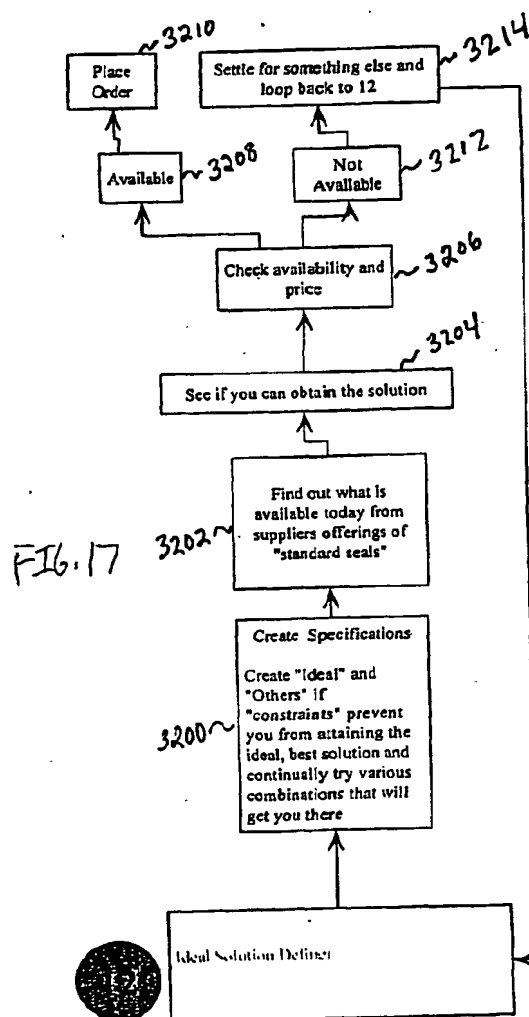 3210
Place
Order
Settle for something else and
loop back to 12
3214
Available
3208
Not
Available
3212
Check availability and
price
3206
3204
See if you can obtain the solution
Find out what is
available today from
suppliers offerings of
"standard seals"
3202
FIG. 17
Create Specifications
Create "Ideal" and
"Others" if
"constraints" prevent
you from attaining the
ideal, best solution and
continually try various
combinations that will
get you there
3200
Ideal Solution Definer
12